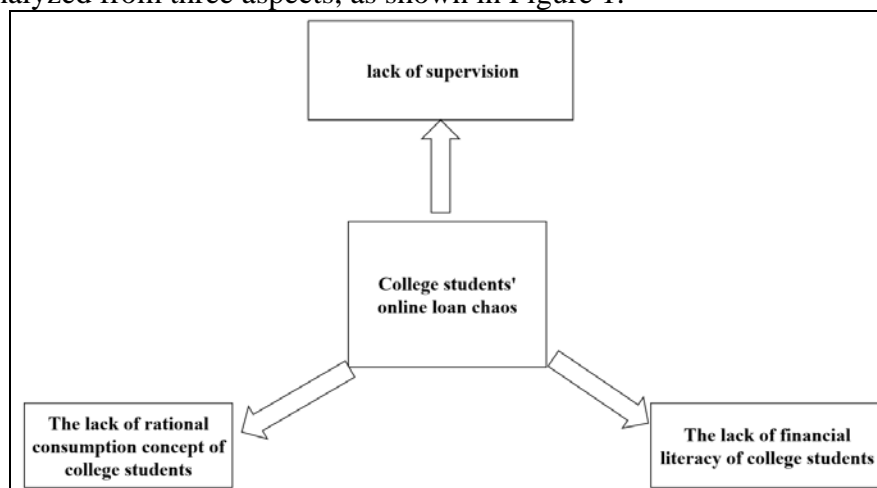 nalyzed from three aspects, as shown in Figure 1.
lack of supervision
College students'
online loan chaos
The lack of rational
consumption concept of
college students
The lack of financial
literacy of college students